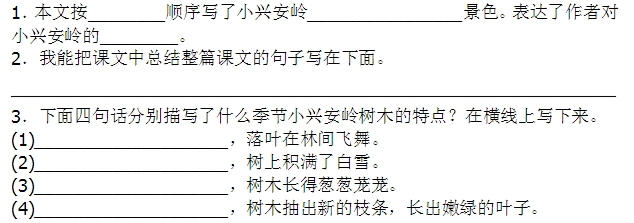 1．本文按________顺序写了小兴安岭________________景色。表达了作者对
小兴安岭的________。
2．我能把课文中总结整篇课文的句子写在下面。
________________________________________________________________
3．下面四句话分别描写了什么季节小兴安岭树木的特点？在横线上写下来。
(1)____________________，落叶在林间飞舞。
(2)____________________，树上积满了白雪。
(3)____________________，树木长得葱葱茏茏。
(4)____________________，树木抽出新的枝条，长出嫩绿的叶子。